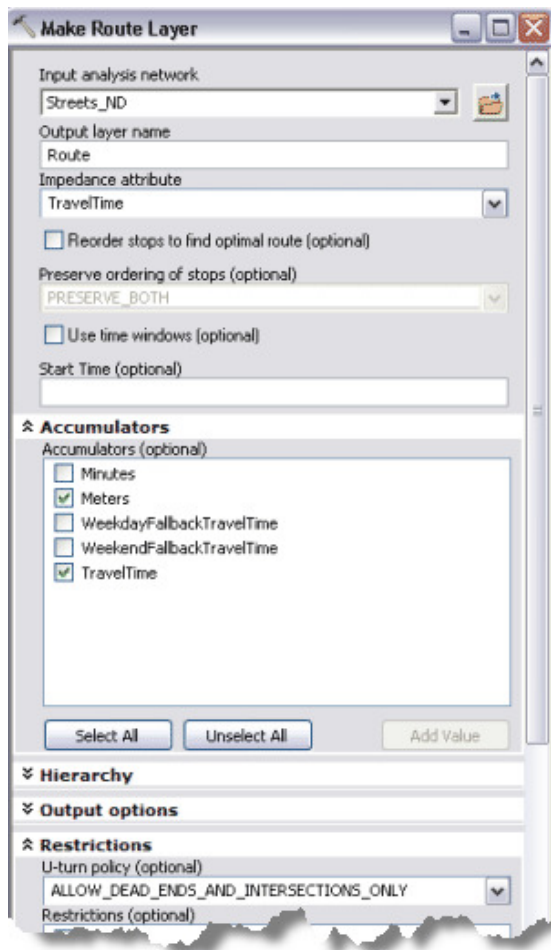 Make Route Layer
Input analysis network
Streets_ND
Output layer name
Route
Impedance attribute
TravelTime
Reorder stops to find optimal route (optional)
Preserve ordering of stops (optional)
PRESERVE_BOTH
Use time windows (optional)
Start Time (optional)
Accumulators
Accumulators (optional)
Minutes
Meters
WeekdayFallbackTravelTime
WeekendFallbackTravelTime
TravelTime
Select All Unselect All Add Value
Hierarchy
Output options
Restrictions
U-turn policy (optional)
ALLOW_DEAD_ENDS_AND_INTERSECTIONS_ONLY
Restrictions (optional)